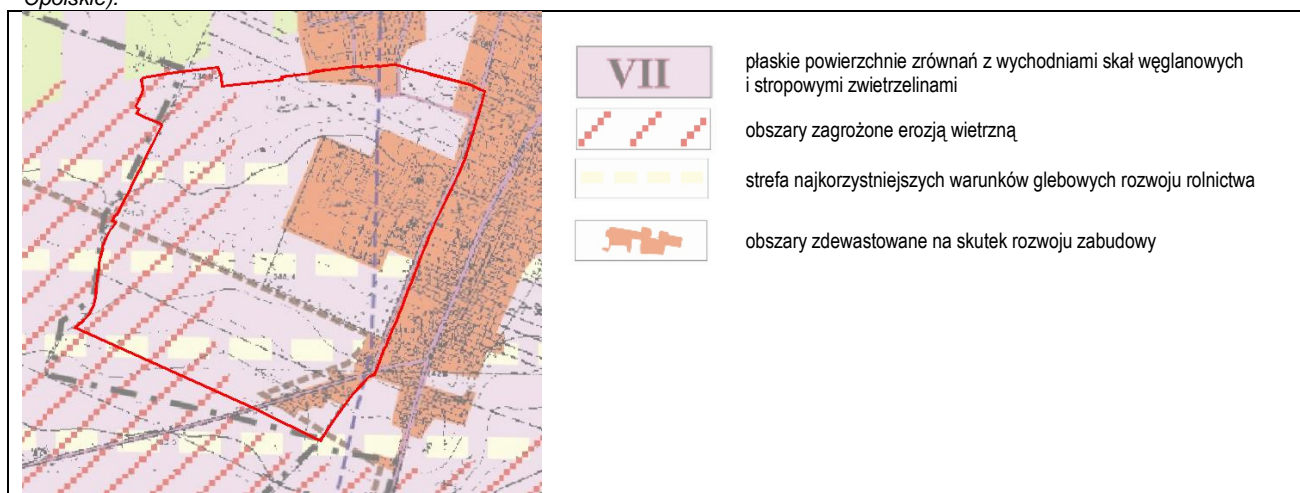 Opolskie).
VII
płaskie powierzchnie zrównań z wychodniami skał węglanowych
i stropowymi zwietrzelinami
obszary zagrożone erozją wietrzną
strefa najkorzystniejszych warunków glebowych rozwoju rolnictwa
obszary zdewastowane na skutek rozwoju zabudowy